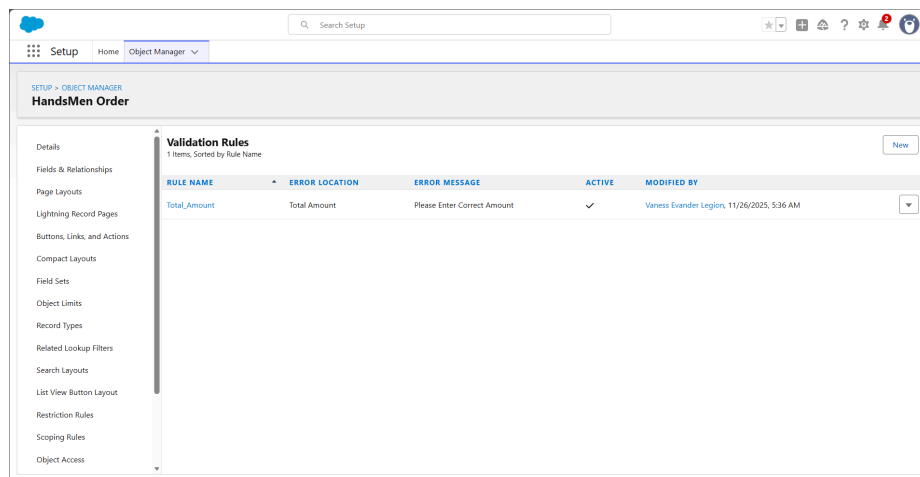 Search Setup
2
Setup
Home
Object Manager
SETUP > OBJECT MANAGER
HandsMen Order
Details
Fields & Relationships
Page Layouts
Lightning Record Pages
Buttons, Links, and Actions
Compact Layouts
Field Sets
Object Limits
Record Types
Related Lookup Filters
Search Layouts
List View Button Layout
Restriction Rules
Scoping Rules
Object Access
Validation Rules
1 Items, Sorted by Rule Name
New
RULE NAME ERROR LOCATION ERROR MESSAGE ACTIVE MODIFIED BY
Total_Amount Total Amount Please Enter Correct Amount Vaness Evander Legion, 11/26/2025, 5:36 AM